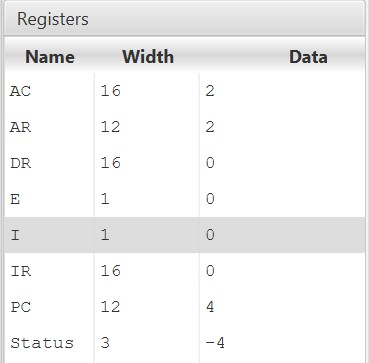 Registers
Name Width Data
AC 16 2
AR 12 2
DR 16 0
E 1 0
I 1 0
IR 16 0
PC 12 4
Status 3 -4